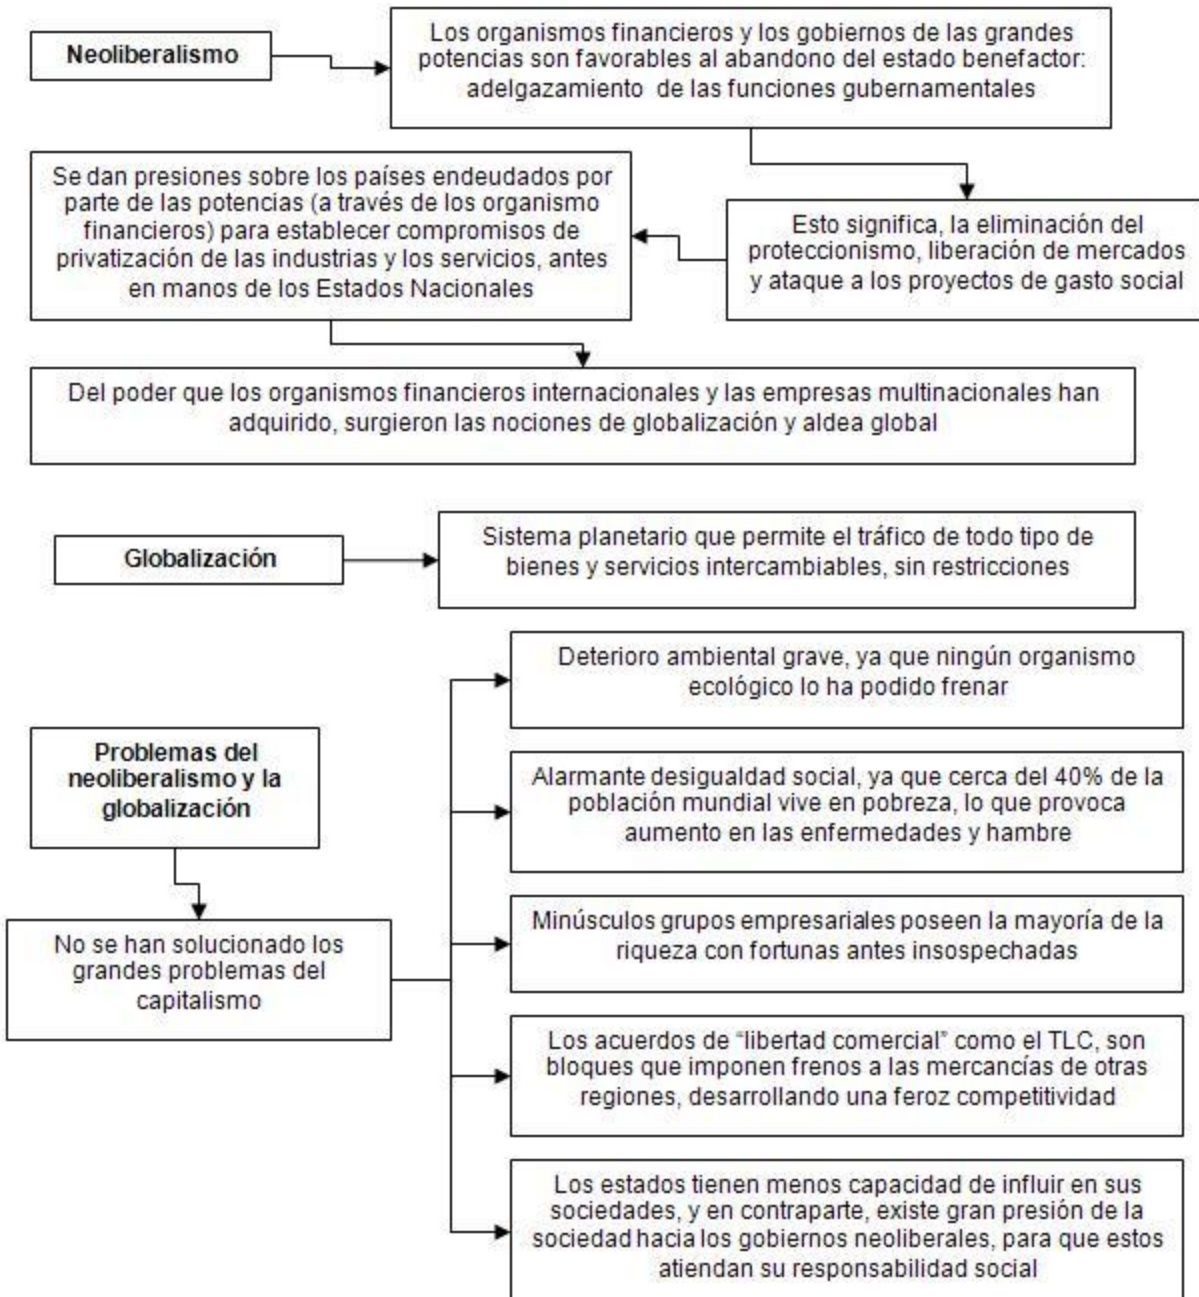 Neoliberalismo
Los organismos financieros y los gobiernos de las grandes
potencias son favorables al abandono del estado benefactor:
adelgazamiento de las funciones gubernamentales
Esto significa, la eliminación del
proteccionismo, liberación de mercados
y ataque a los proyectos de gasto social
Se dan presiones sobre los países endeudados por
parte de las potencias (a través de los organismo
financieros) para establecer compromisos de
privatización de las industrias y los servicios, antes
en manos de los Estados Nacionales
Del poder que los organismos financieros internacionales y las empresas multinacionales han
adquirido, surgieron las nociones de globalización y aldea global
Globalización
Sistema planetario que permite el tráfico de todo tipo de
bienes y servicios intercambiables, sin restricciones
Problemas del
neoliberalismo y la
globalización
No se han solucionado los
grandes problemas del
capitalismo
Deterioro ambiental grave, ya que ningún organismo
ecológico lo ha podido frenar
Alarmante desigualdad social, ya que cerca del 40% de la
población mundial vive en pobreza, lo que provoca
aumento en las enfermedades y hambre
Minúsculos grupos empresariales poseen la mayoría de la
riqueza con fortunas antes insospechadas
Los acuerdos de “libertad comercial” como el TLC, son
bloques que imponen frenos a las mercancías de otras
regiones, desarrollando una feroz competitividad
Los estados tienen menos capacidad de influir en sus
sociedades, y en contraparte, existe gran presión de la
sociedad hacia los gobiernos neoliberales, para que estos
atiendan su responsabilidad social